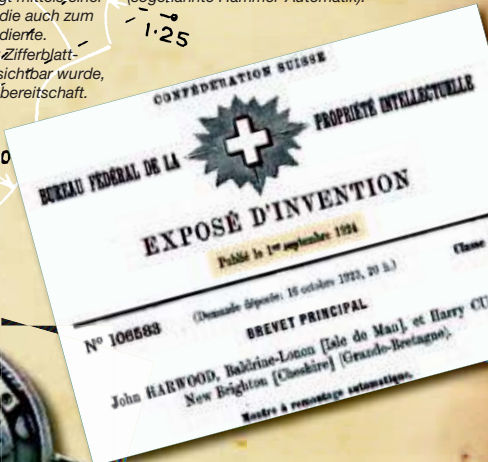 gt mittels einer
(sogenannte Hammer-Automatik).
die auch zum
diente.
Zifferblatt-
sichtbar wurde,
bereitschaft.
1.25
CONFÉDÉRATION SUISSE
BUREAU FÉDÉRAL DE LA PROPRIÉTÉ INTELLECTUELLE
EXPOSÉ D'INVENTION
Publié le 1er septembre 1924
(Demande déposée: 16 octobre 1923, 20 h.)
Classe
Nº 106583
BREVET PRINCIPAL
John HARWOOD, Baldrine-Lonan [Isle de Man], et Harry CU
New Brighton [Cheshire] (Grande-Bretagne).
Montre à remontage automatique.